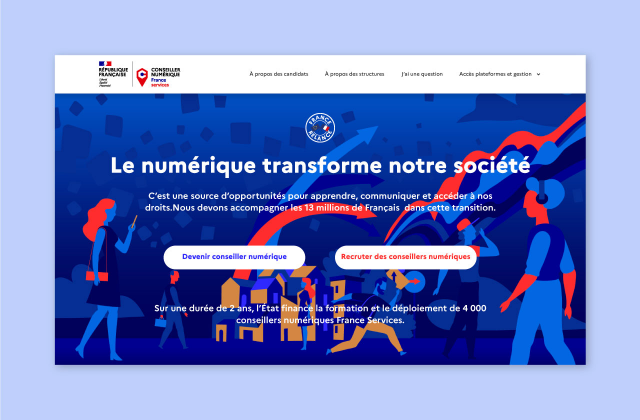 RÉPUBLIQUE
FRANÇAISE
Liberté
Égalité
Fraternité
CONSEILLER
NUMÉRIQUE
France
services
À propos des candidats
À propos des structures
J'ai une question
Accès plateformes et gestion
FRANCE
RELANCE
Le numérique transforme notre société
C'est une source d'opportunités pour apprendre, communiquer et accéder à nos
droits.Nous devons accompagner les 13 millions de Français dans cette transition.
Devenir conseiller numérique
Recruter des conseillers numériques
Sur une durée de 2 ans, l'Etat finance la formation et le déploiement de 4 000
conseillers numériques France Services.